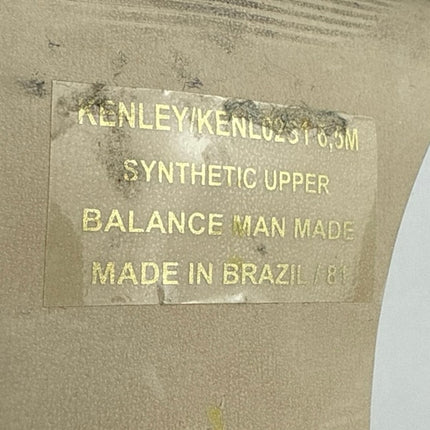 KENLEY/KENL0231 6,5M
SYNTHETIC UPPER
BALANCE MAN MADE
MADE IN BRAZIL / 81